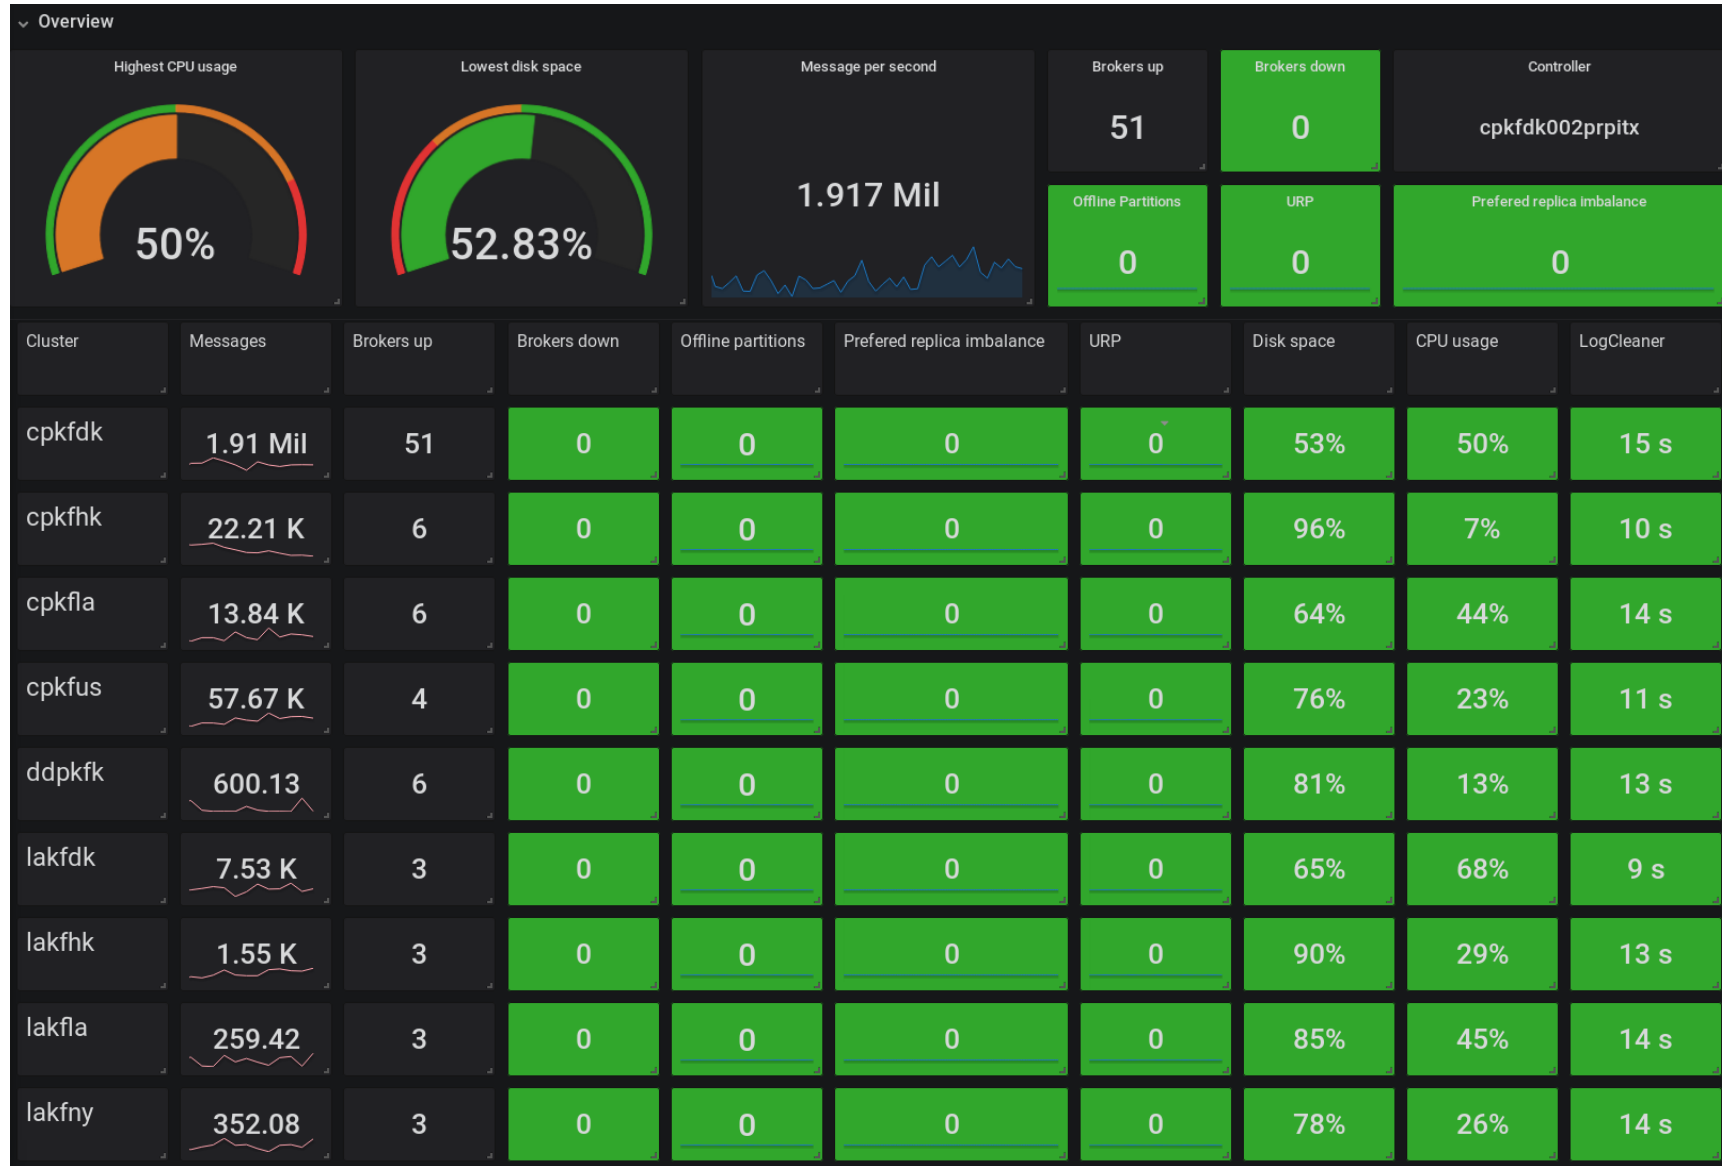 Overview
Highest CPU usage
50%
Lowest disk space
52.83%
Message per second
1.917 Mil
Brokers up
51
Brokers down
0
Controller
cpkfdk002prpitx
Offline Partitions
0
URP
0
Prefered replica imbalance
0
Cluster Messages Brokers up Brokers down Offline partitions Prefered replica imbalance URP Disk space CPU usage LogCleaner
cpkfdk 1.91 Mil 51 0 0 0 0 53% 50% 15 s
cpkfhk 22.21 K 6 0 0 0 0 96% 7% 10 s
cpkfla 13.84 K 6 0 0 0 0 64% 44% 14 s
cpkfus 57.67 K 4 0 0 0 0 76% 23% 11 s
ddpkfk 600.13 6 0 0 0 0 81% 13% 13 s
lakfdk 7.53 K 3 0 0 0 0 65% 68% 9 s
lakfhk 1.55 K 3 0 0 0 0 90% 29% 13 s
lakfla 259.42 3 0 0 0 0 85% 45% 14 s
lakfny 352.08 3 0 0 0 0 78% 26% 14 s